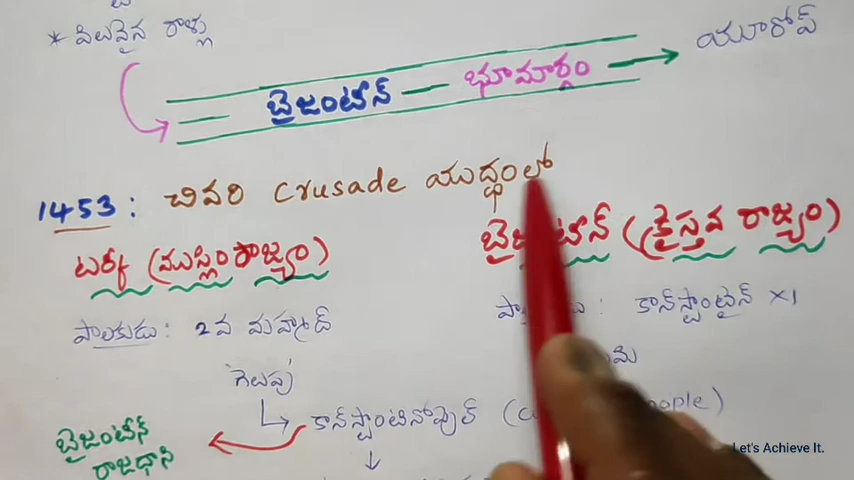 * విలువైన రాళ్ళు
బైజంటీన్ — భూమార్గం
యూరోప్
1453 : చివరి Crusade యుద్ధంలో
టర్కీ (ముస్లిం రాజ్యం)
బైజంటీన్ (క్రైస్తవ రాజ్యం)
పాలకుడు : 2వ మహ్మద్
: కాన్‌స్టాంటైన్ XI
గెలుపు
కాన్‌స్టాంటినోపుల్ (
బైజంటీన్
రాజధాని
Let's Achieve It.